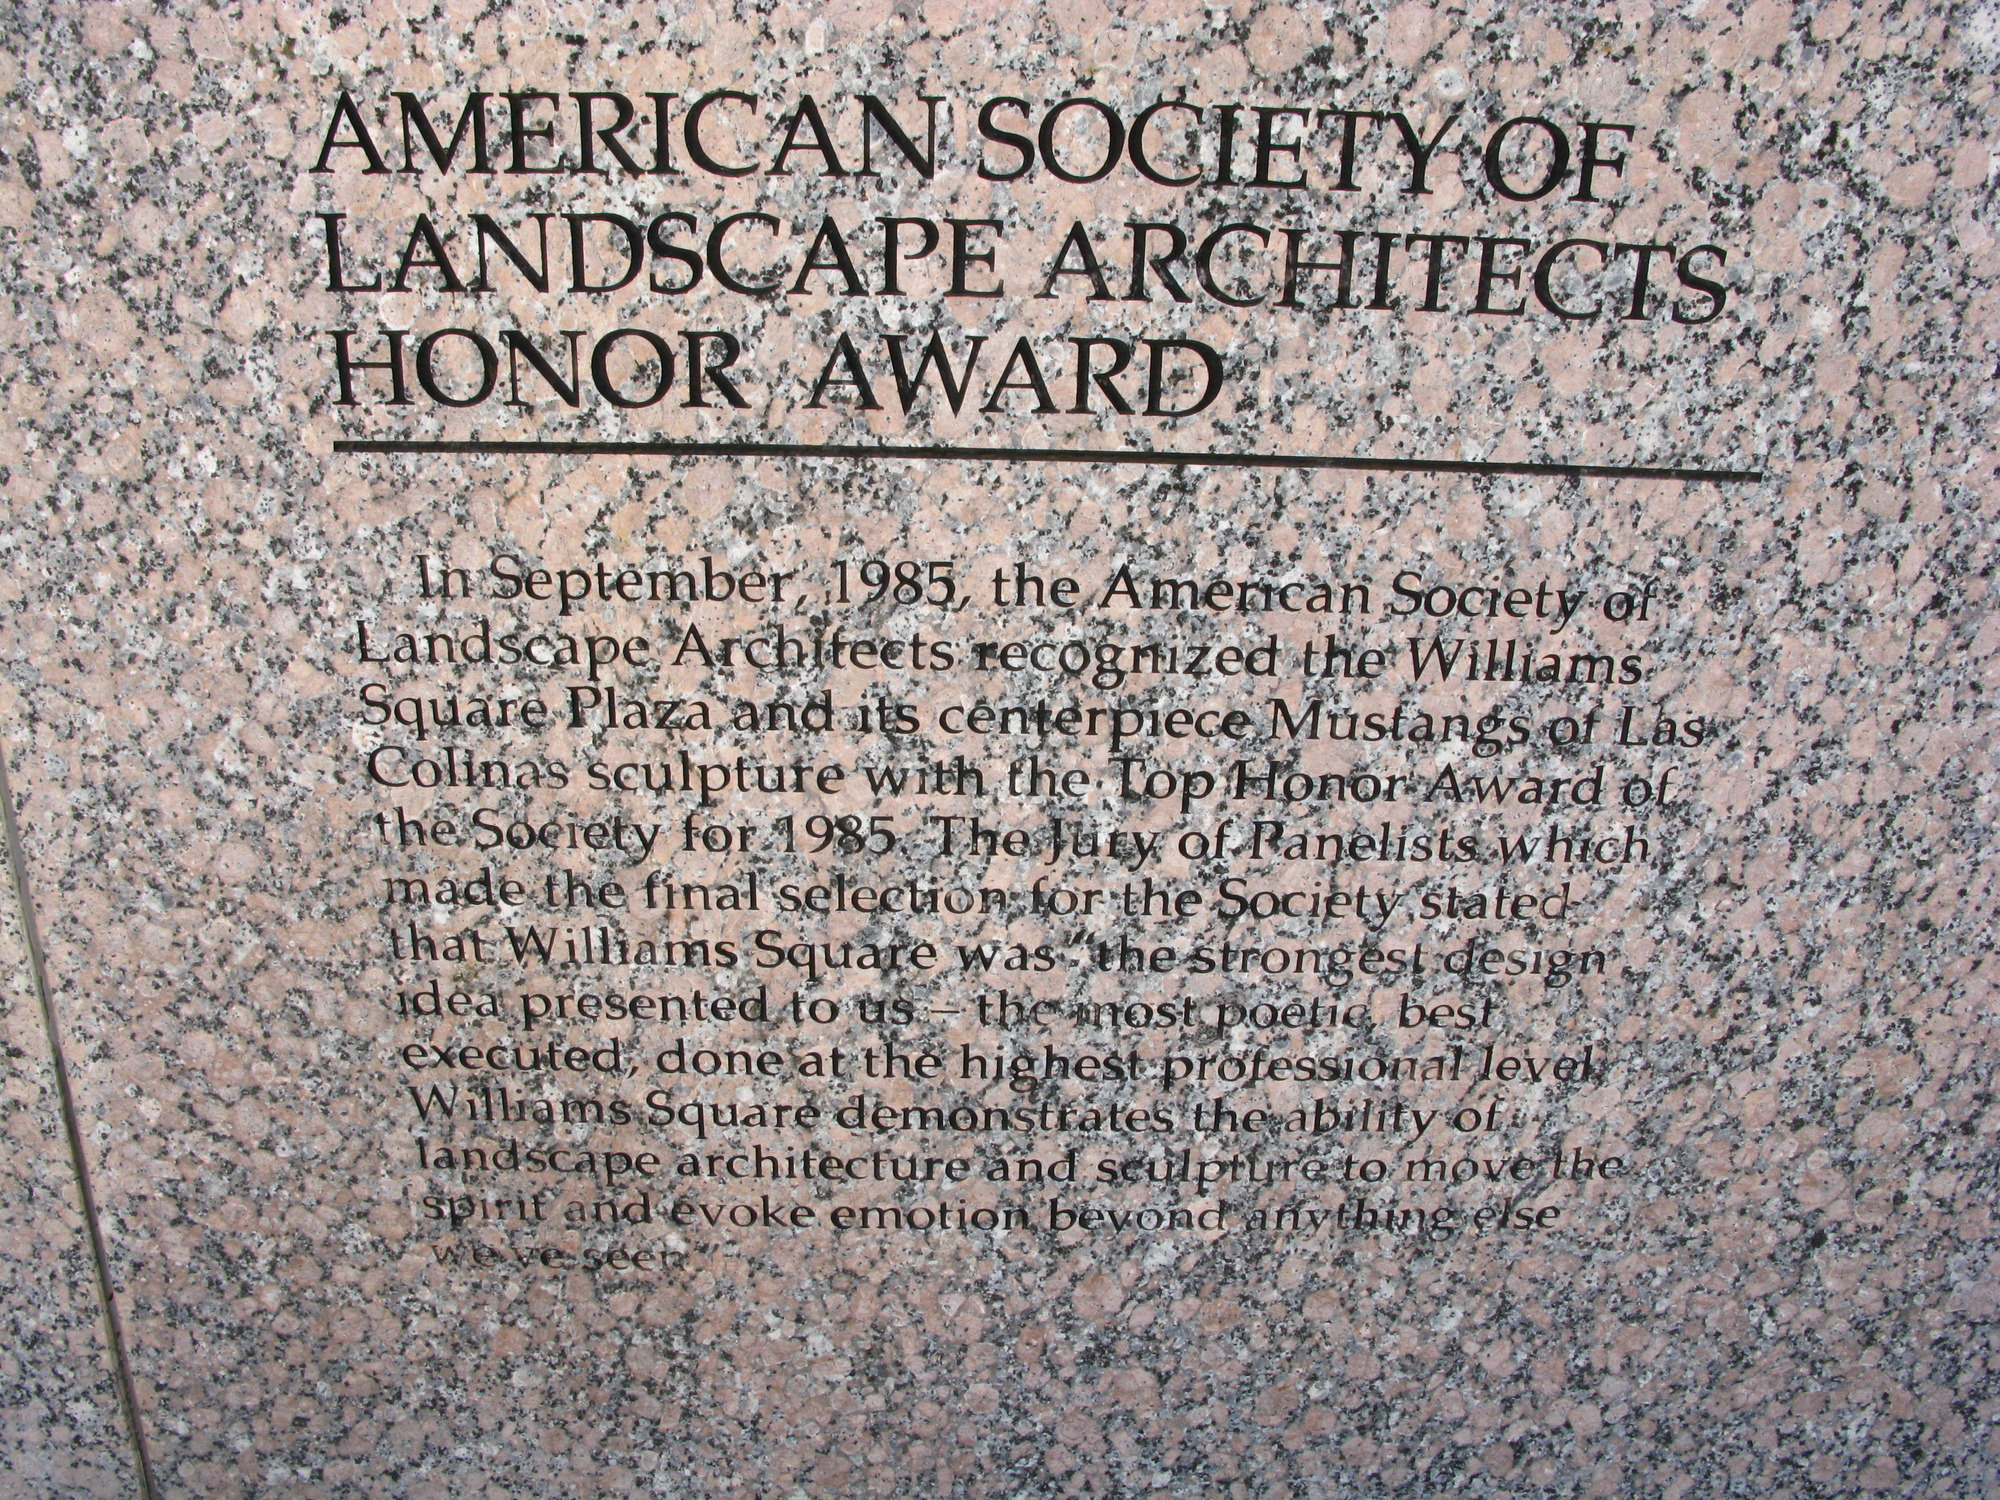 AMERICAN SOCIETY OF
LANDSCAPE ARCHITECTS
HONOR AWARD
In September, 1985, the American Society of
Landscape Architects recognized the Williams
Square Plaza and its centerpiece Mustangs of Las
Colinas sculpture with the Top Honor Award of
the Society for 1985. The Jury of Panelists which
made the final selection for the Society stated
that Williams Square was "the strongest design
idea presented to us – the most poetic, best
executed, done at the highest professional level.
Williams Square demonstrates the ability of
landscape architecture and sculpture to move the
spirit and evoke emotion beyond anything else
we've seen"